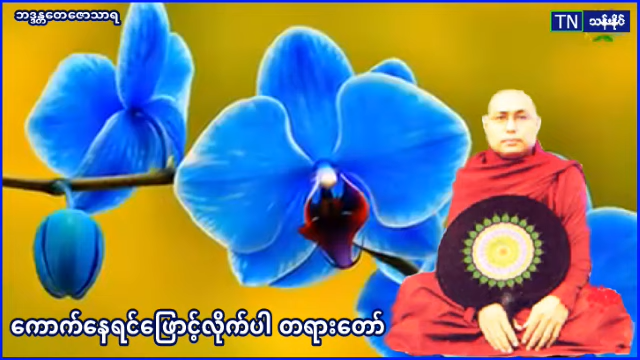 ဘဒ္ဒန္တတေဇောသာရ
TN သန်းနိုင်
ကောက်နေရင်ဖြောင့်လိုက်ပါ တရားတော်